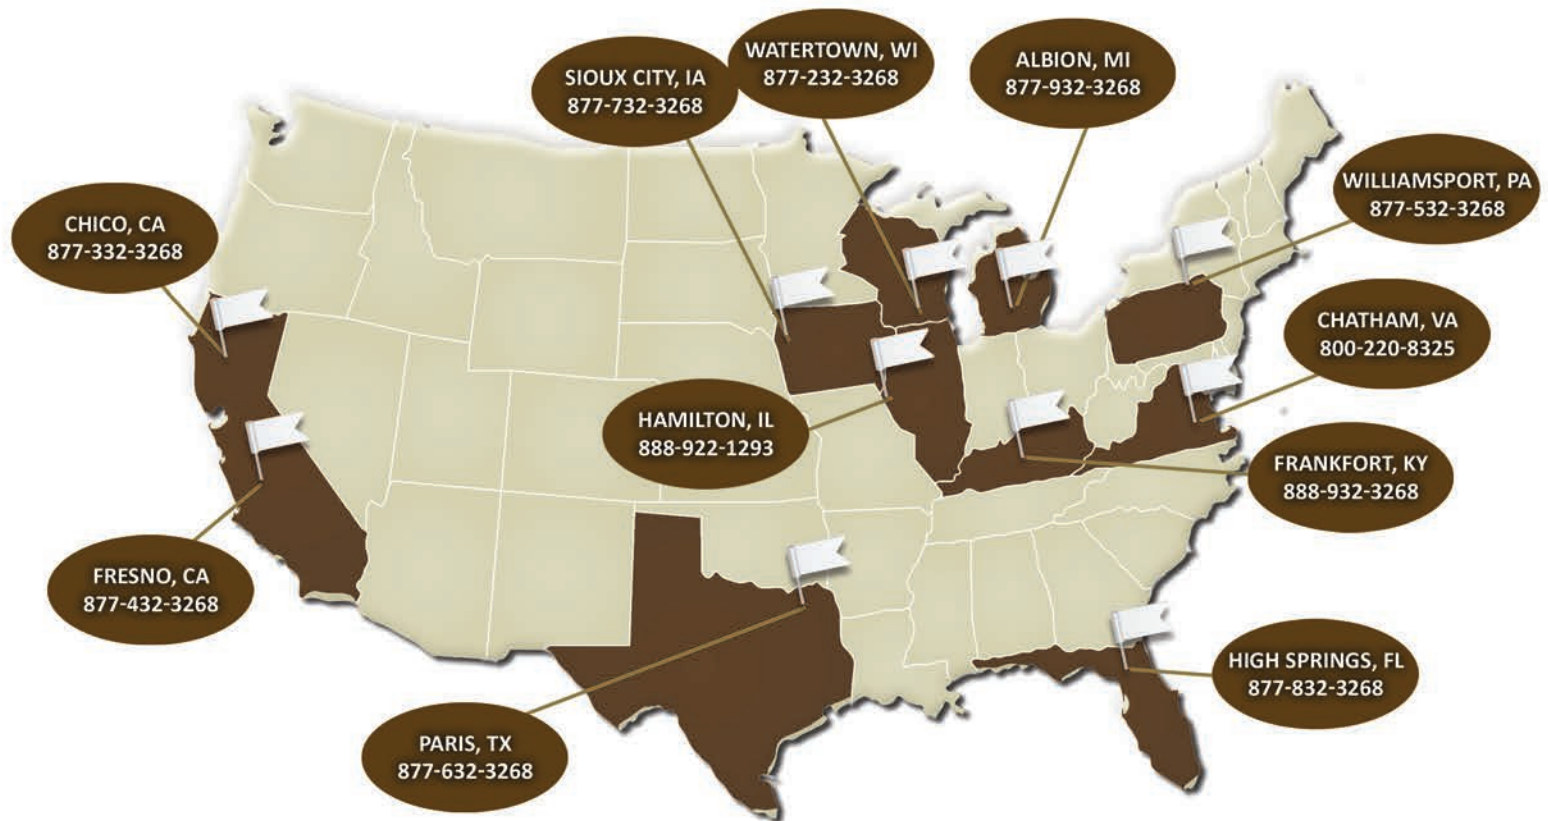 WATERTOWN, WI
877-232-3268
ALBION, MI
877-932-3268
SIOUX CITY, IA
877-732-3268
WILLIAMSPORT, PA
877-532-3268
CHICO, CA
877-332-3268
CHATHAM, VA
800-220-8325
HAMILTON, IL
888-922-1293
FRANKFORT, KY
888-932-3268
FRESNO, CA
877-432-3268
HIGH SPRINGS, FL
877-832-3268
PARIS, TX
877-632-3268